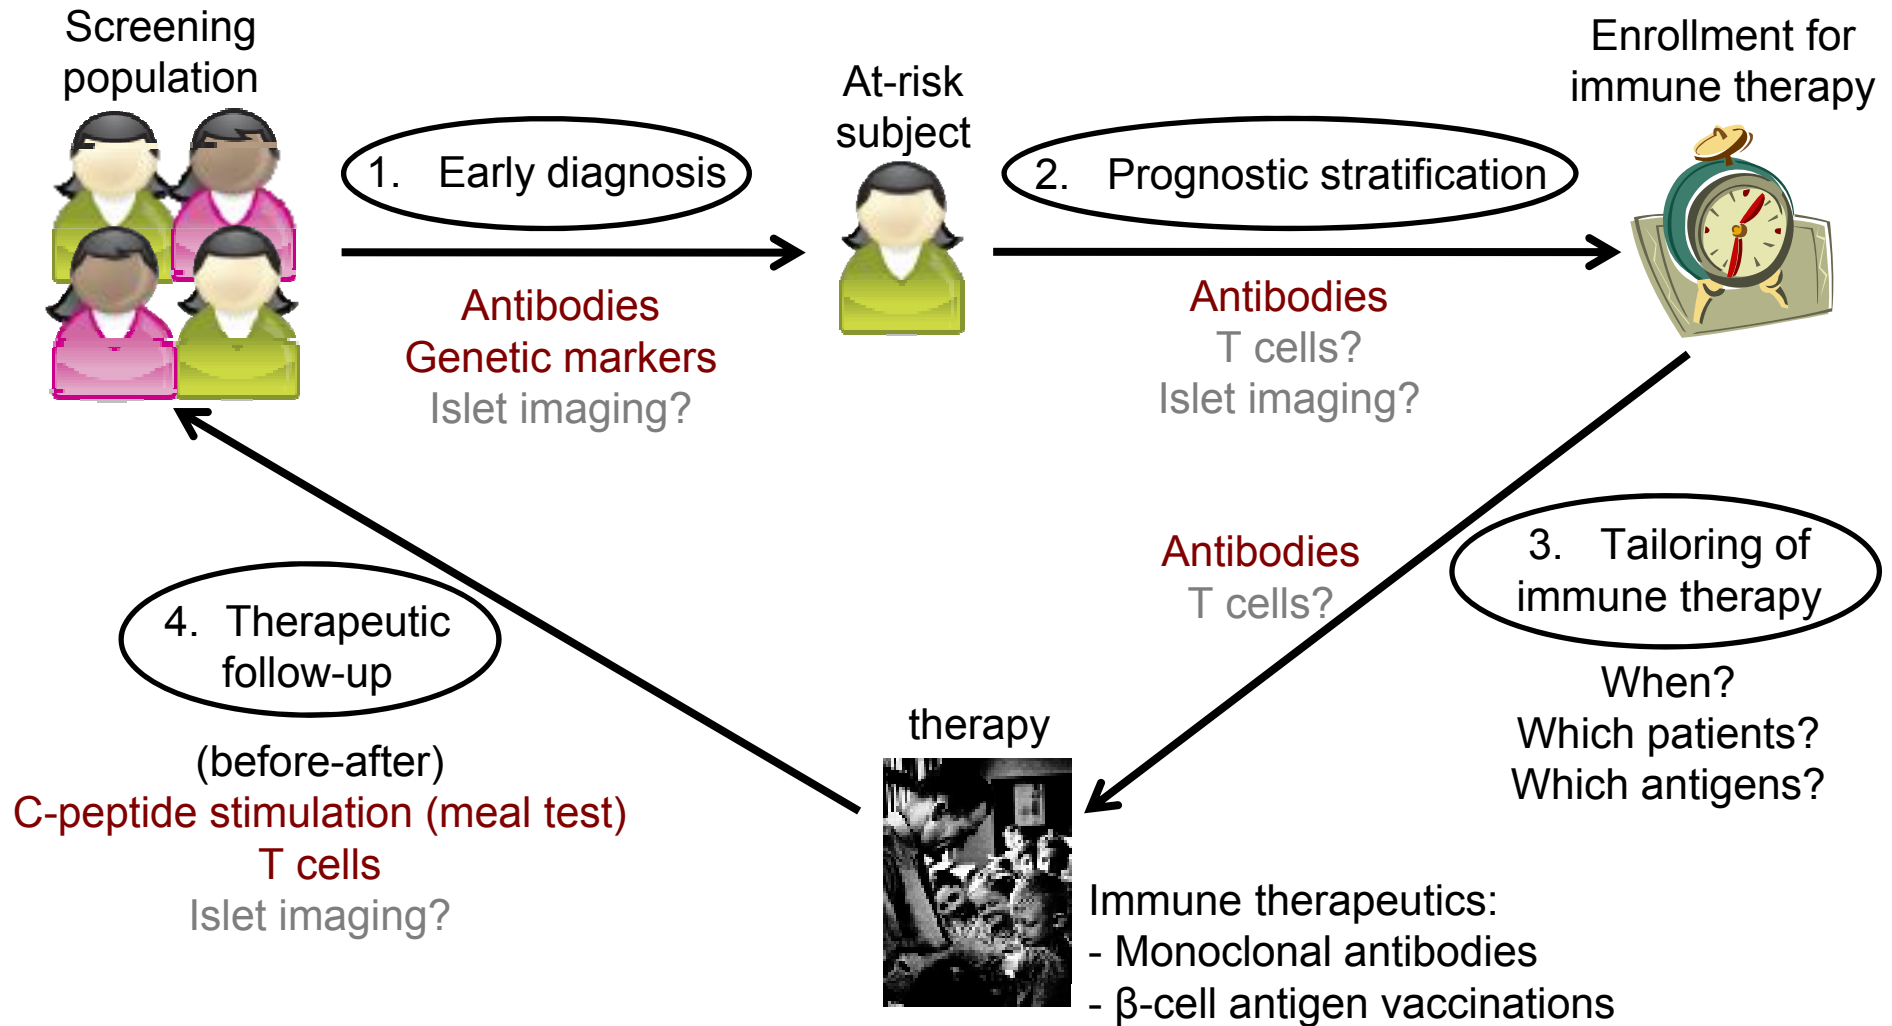 Screening
population
1. Early diagnosis
Antibodies
Genetic markers
Islet imaging?
At-risk
subject
2. Prognostic stratification
Antibodies
T cells?
Islet imaging?
Enrollment for
immune therapy
3. Tailoring of
immune therapy
When?
Which patients?
Which antigens?
Antibodies
T cells?
therapy
Immune therapeutics:
- Monoclonal antibodies
- β-cell antigen vaccinations
4. Therapeutic
follow-up
(before-after)
C-peptide stimulation (meal test)
T cells
Islet imaging?